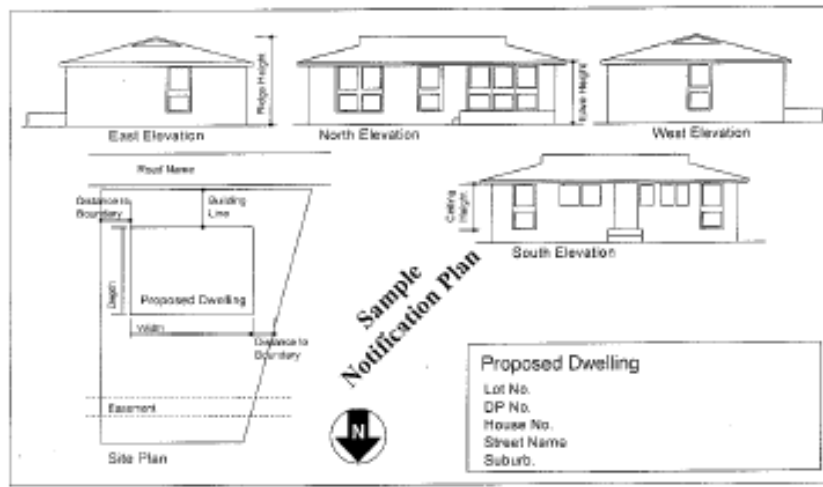 Ridge Height
Eave Height
East Elevation
North Elevation
West Elevation
Road Name
Distance to
Boundary
Building
Line
Ceiling
Height
South Elevation
Depth
Proposed Dwelling
Width
Distance to
Boundary
Sample
Notification Plan
Easement
N
Site Plan
Proposed Dwelling
Lot No.
DP No.
House No.
Street Name
Suburb.